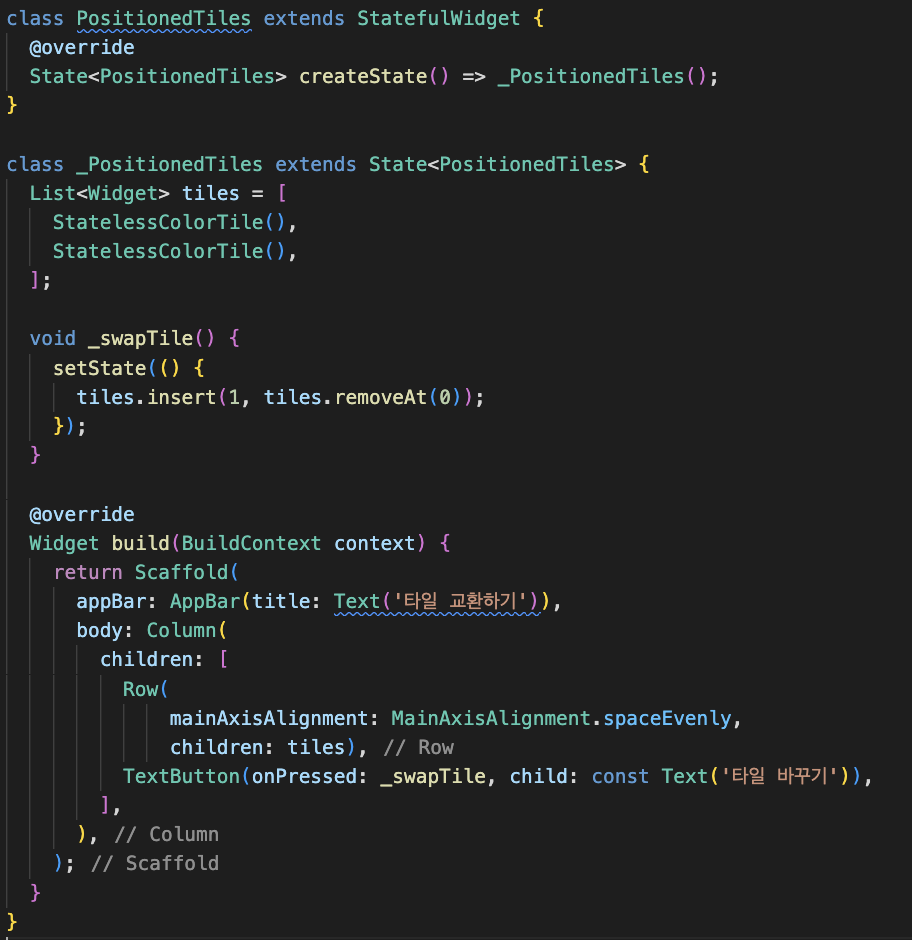 class PositionedTiles extends StatefulWidget {
  @override
  State<PositionedTiles> createState() => _PositionedTiles();
}

class _PositionedTiles extends State<PositionedTiles> {
  List<Widget> tiles = [
    StatelessColorTile(),
    StatelessColorTile(),
  ];

  void _swapTile() {
    setState(() {
      tiles.insert(1, tiles.removeAt(0));
    });
  }

  @override
  Widget build(BuildContext context) {
    return Scaffold(
      appBar: AppBar(title: Text('타일 교환하기')),
      body: Column(
        children: [
          Row(
              mainAxisAlignment: MainAxisAlignment.spaceEvenly,
              children: tiles), // Row
          TextButton(onPressed: _swapTile, child: const Text('타일 바꾸기')),
        ],
      ), // Column
    ); // Scaffold
  }
}